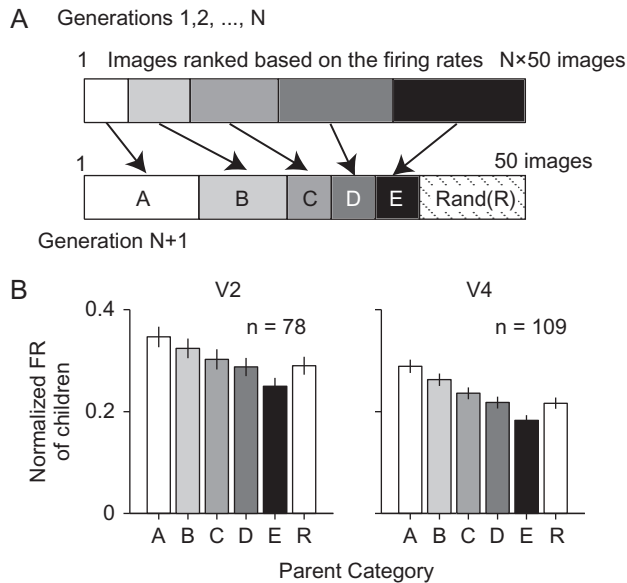 A
Generations 1,2, ..., N
1 Images ranked based on the firing rates N×50 images
1 50 images
A B C D E Rand(R)
Generation N+1
B
V2 V4
0.4
n = 78 n = 109
0.2
0
Normalized FR
of children
A B C D E R A B C D E R
Parent Category